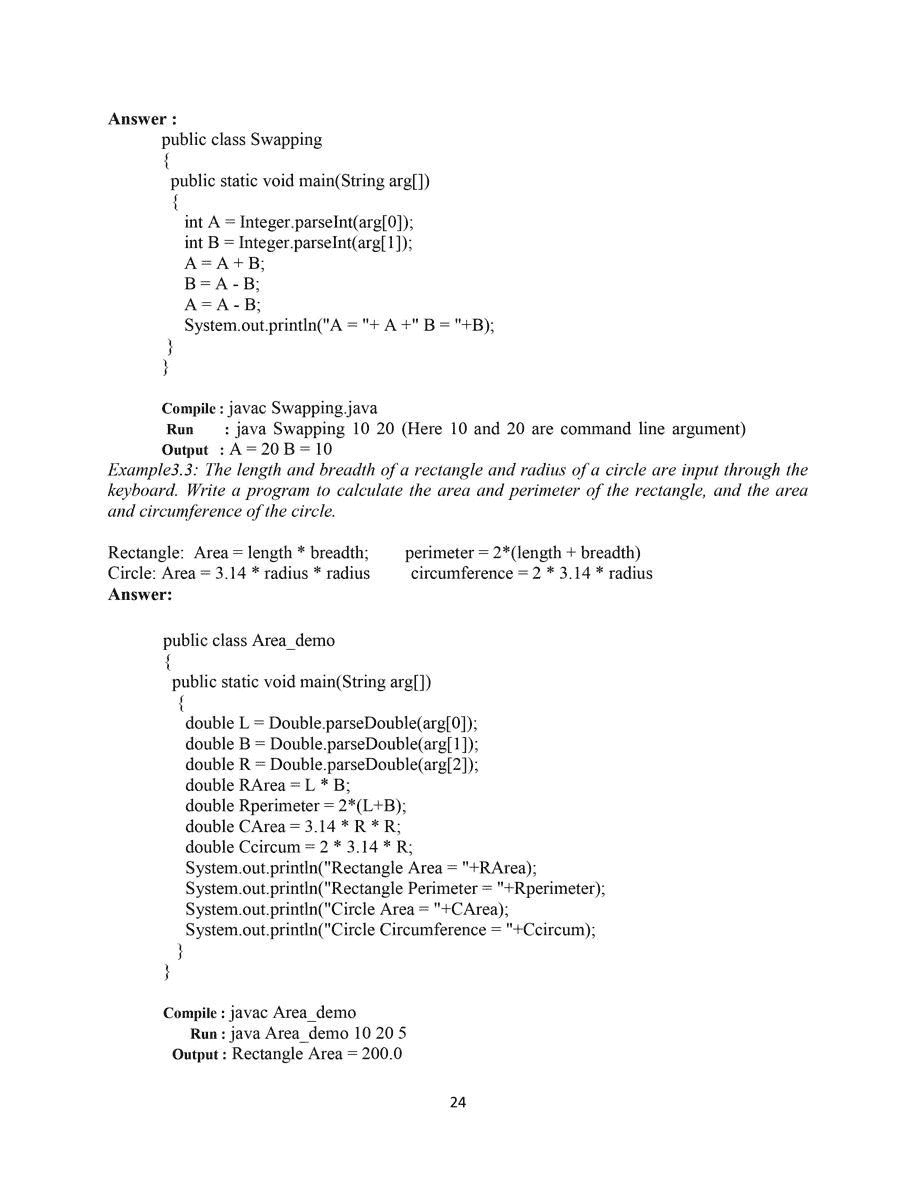 Answer :
public class Swapping
{
public static void main(String arg[])
{
int A = Integer.parseInt(arg[0]);
int B = Integer.parseInt(arg[1]);
A = A + B;
B = A - B;
A = A - B;
System.out.println("A = "+ A +" B = "+B);
}
}
Compile : javac Swapping.java
Run : java Swapping 10 20 (Here 10 and 20 are command line argument)
Output : A = 20 B = 10
Example3.3: The length and breadth of a rectangle and radius of a circle are input through the
keyboard. Write a program to calculate the area and perimeter of the rectangle, and the area
and circumference of the circle.
Rectangle: Area = length * breadth; perimeter = 2*(length + breadth)
Circle: Area = 3.14 * radius * radius circumference = 2 * 3.14 * radius
Answer:
public class Area_demo
{
public static void main(String arg[])
{
double L = Double.parseDouble(arg[0]);
double B = Double.parseDouble(arg[1]);
double R = Double.parseDouble(arg[2]);
double RArea = L * B;
double Rperimeter = 2*(L+B);
double CArea = 3.14 * R * R;
double Ccircum = 2 * 3.14 * R;
System.out.println("Rectangle Area = "+RArea);
System.out.println("Rectangle Perimeter = "+Rperimeter);
System.out.println("Circle Area = "+CArea);
System.out.println("Circle Circumference = "+Ccircum);
}
}
Compile : javac Area_demo
Run : java Area_demo 10 20 5
Output : Rectangle Area = 200.0
24